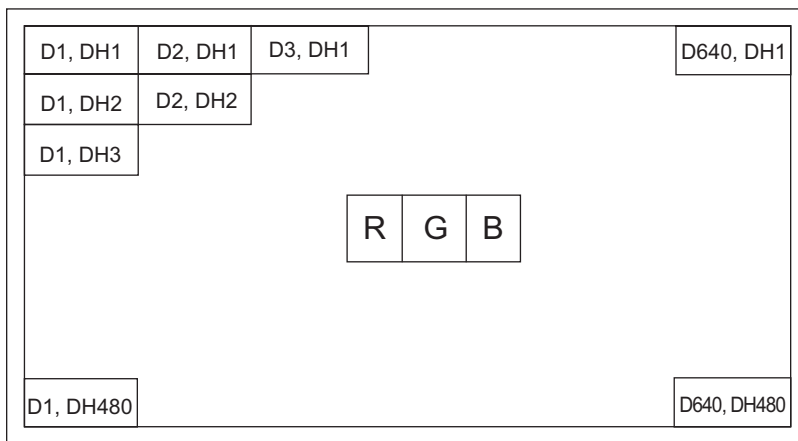 D1, DH1 D2, DH1 D3, DH1 D640, DH1
D1, DH2 D2, DH2
D1, DH3
R G B
D1, DH480 D640, DH480